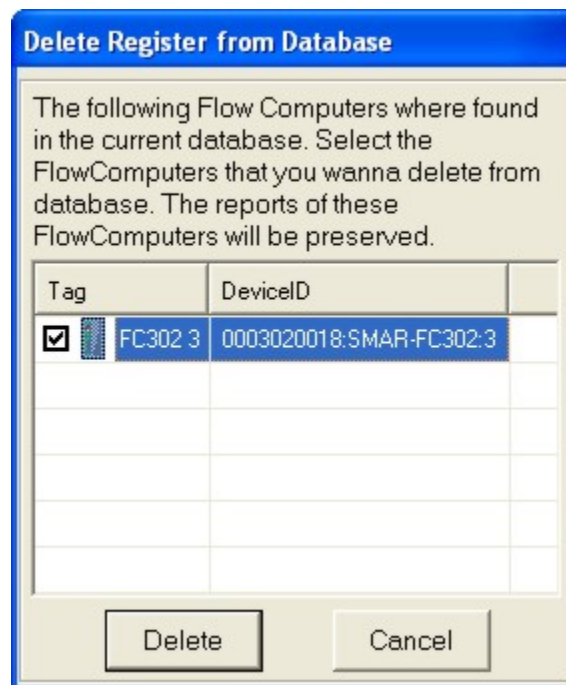 Delete Register from Database
The following Flow Computers where found
in the current database. Select the
FlowComputers that you wanna delete from
database. The reports of these
FlowComputers will be preserved.
Tag DeviceID
FC302 3 0003020018:SMAR-FC302:3
Delete Cancel